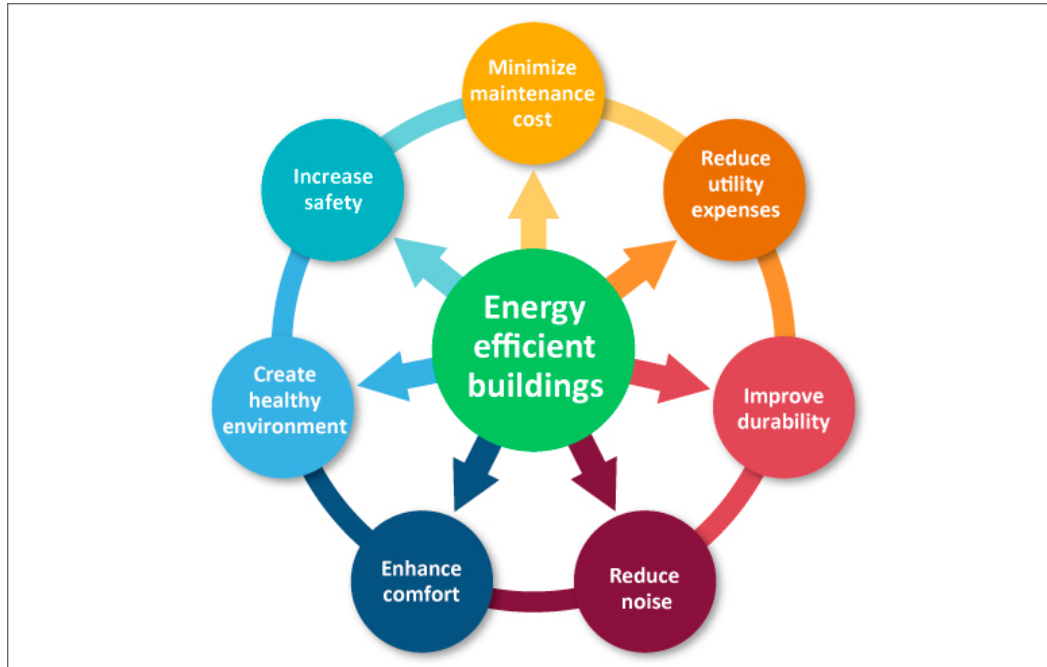 Minimize
maintenance
cost
Reduce
utility
expenses
Improve
durability
Reduce
noise
Enhance
comfort
Create
healthy
environment
Increase
safety
Energy
efficient
buildings